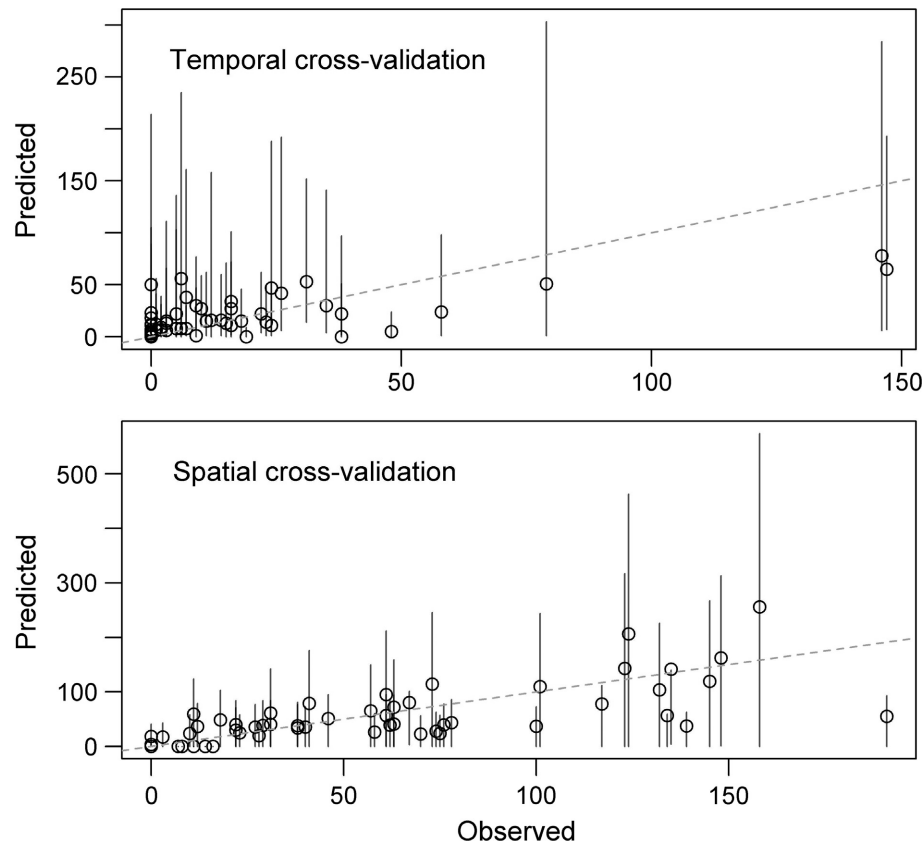 Temporal cross-validation
Predicted
250
150
50
0
0 50 100 150
Spatial cross-validation
Predicted
500
300
100
0
0 50 100 150
Observed